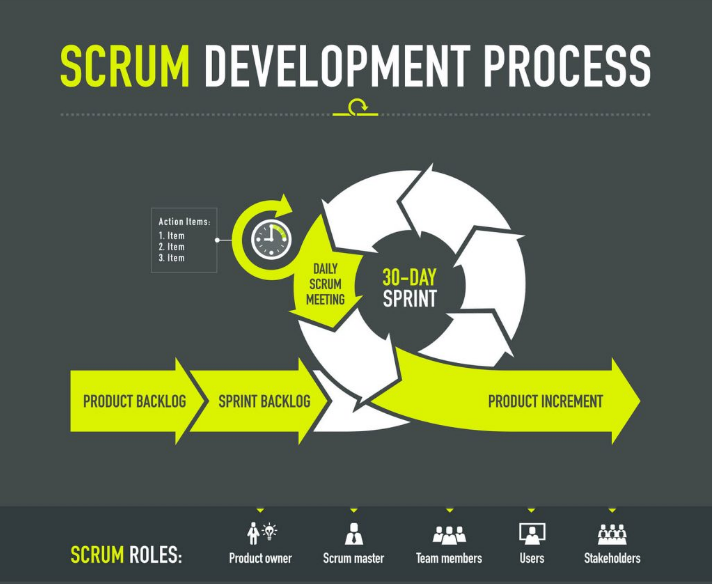 SCRUM DEVELOPMENT PROCESS
Action Items:
1. Item
2. Item
3. Item
DAILY
SCRUM
MEETING
30-DAY
SPRINT
PRODUCT BACKLOG
SPRINT BACKLOG
PRODUCT INCREMENT
SCRUM ROLES:
Product owner
Scrum master
Team members
Users
Stakeholders